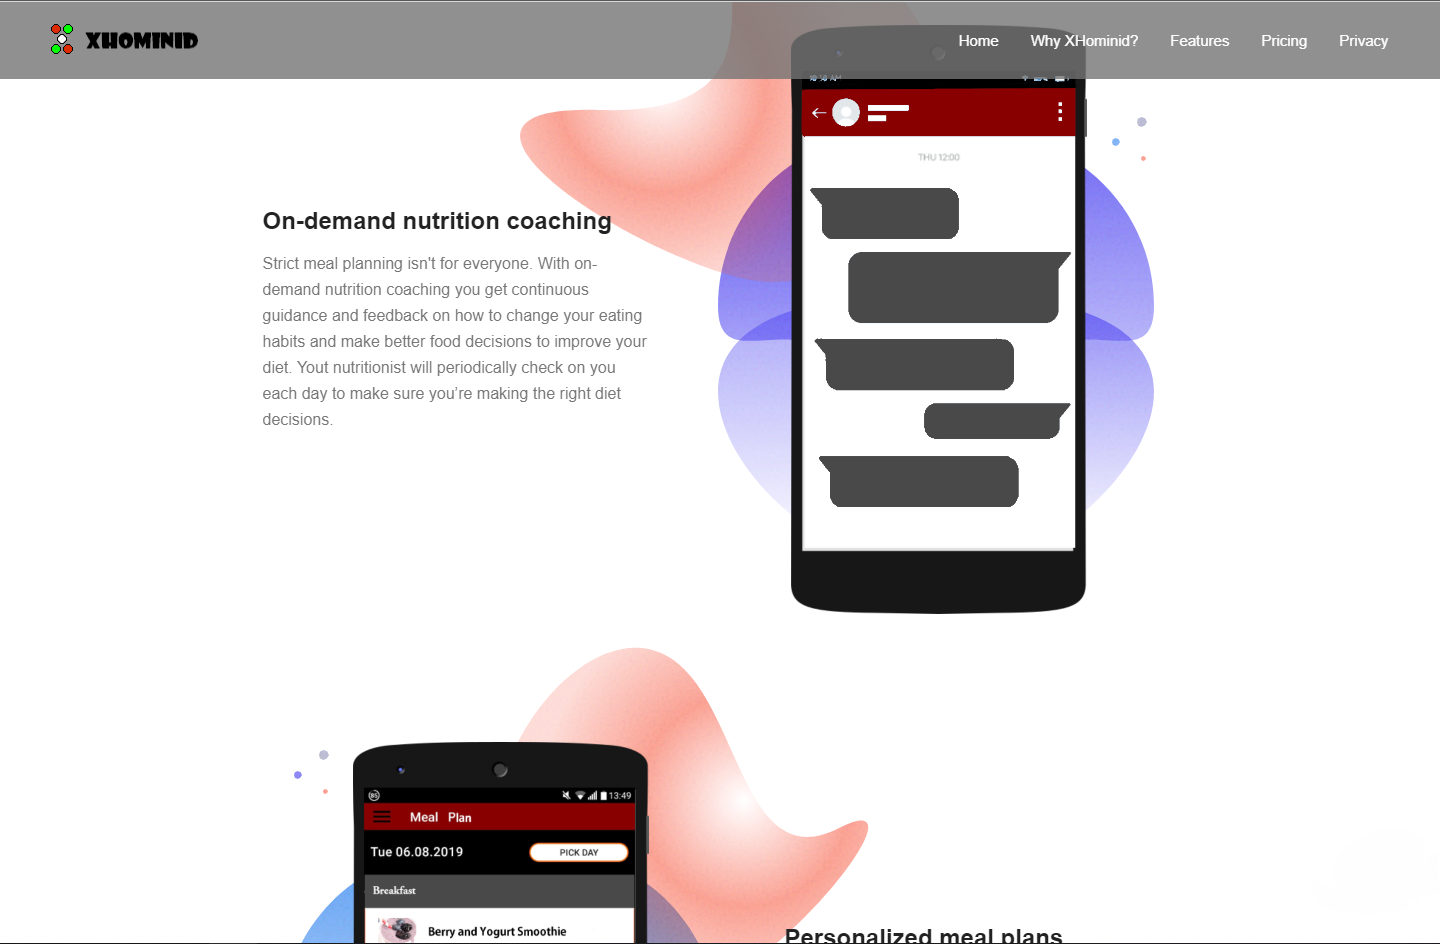 XHOMINID
Home Why XHominid? Features Pricing Privacy
THU 12:00
On-demand nutrition coaching
Strict meal planning isn't for everyone. With on-
demand nutrition coaching you get continuous
guidance and feedback on how to change your eating
habits and make better food decisions to improve your
diet. Yout nutritionist will periodically check on you
each day to make sure you’re making the right diet
decisions.
13:49
Meal Plan
Tue 06.08.2019 PICK DAY
Breakfast
Berry and Yogurt Smoothie
Personalized meal plans